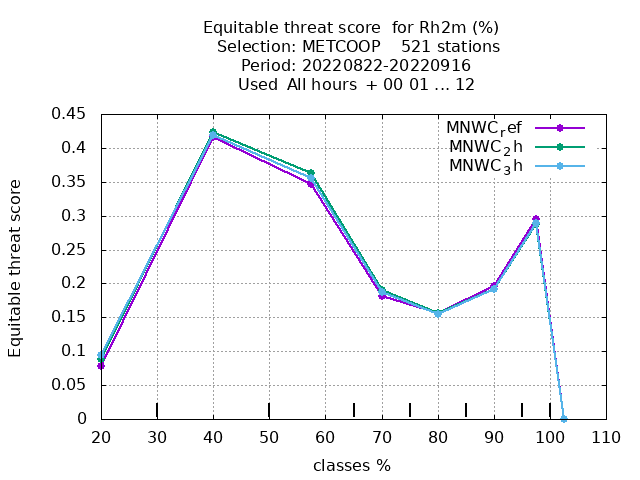 Equitable threat score  for Rh2m (%)
Selection: METCOOP    521 stations
Period: 20220822-20220916
Used  All hours  + 00 01 ... 12
0.45
0.4
0.35
0.3
0.25
0.2
0.15
0.1
0.05
0
Equitable threat score
MNWC_ref
MNWC_2h
MNWC_3h
20 30 40 50 60 70 80 90 100 110
classes %